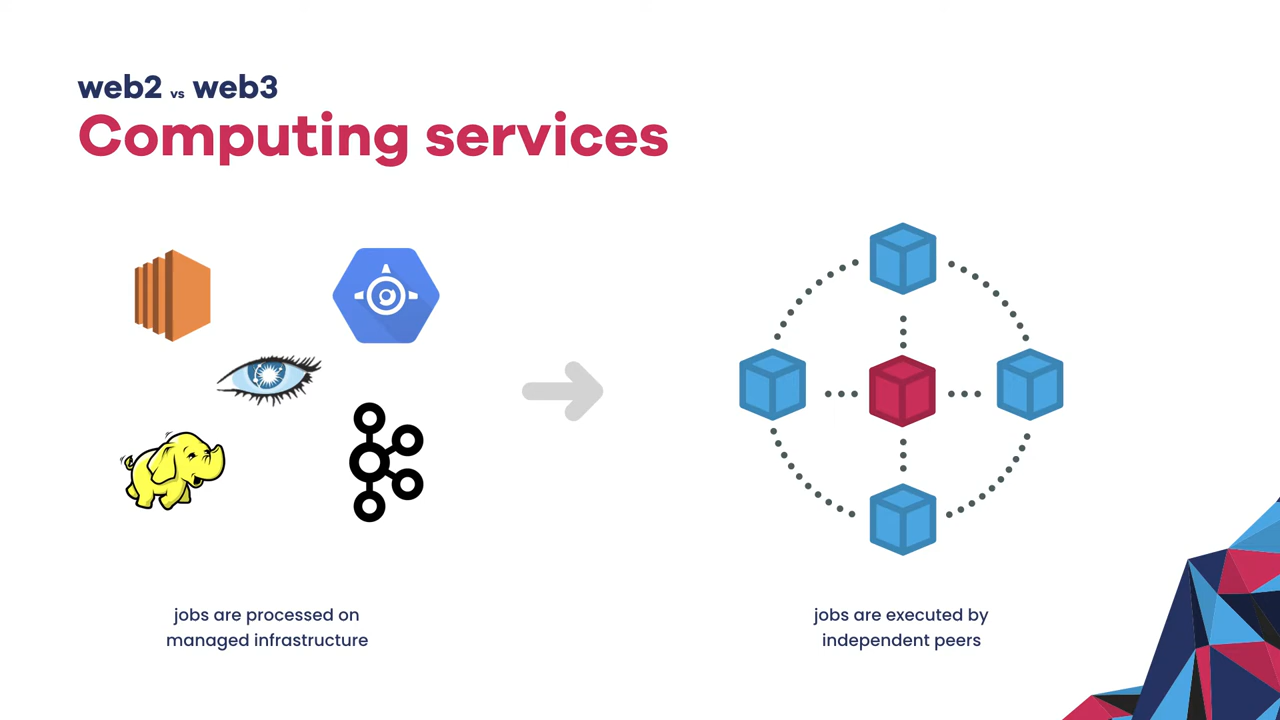 web2 vs web3
Computing services
jobs are processed on
managed infrastructure
jobs are executed by
independent peers